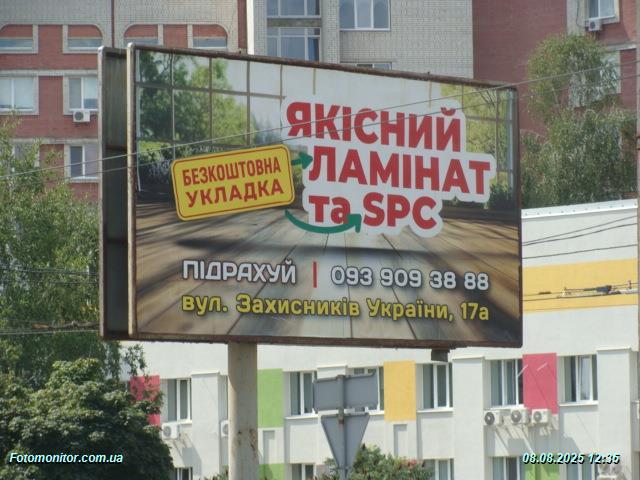 ЯКІСНИЙ
ЛАМІНАТ
та SPC
БЕЗКОШТОВНА
УКЛАДКА
ПІДРАХУЙ | 093 909 38 88
вул. Захисників України, 17а
Fotomonitor.com.ua
08.08.2025 12:35